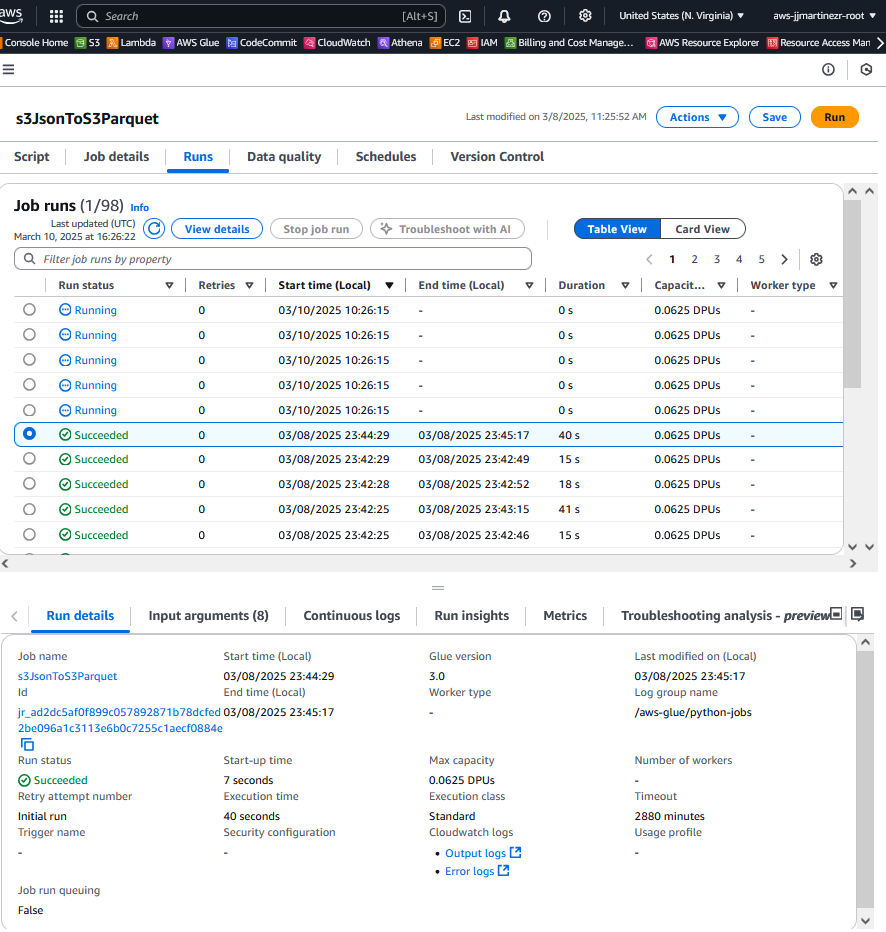 aws Search [Alt+S] United States (N. Virginia) ▼ aws-jjmartinezr-root ▼
Console Home S3 Lambda AWS Glue CodeCommit CloudWatch Athena EC2 IAM Billing and Cost Manage... AWS Resource Explorer Resource Access Man
s3JsonToS3Parquet Last modified on 3/8/2025, 11:25:52 AM Actions ▼ Save Run
Script Job details Runs Data quality Schedules Version Control
Job runs (1/98) Info
Last updated (UTC)
March 10, 2025 at 16:26:22 View details Stop job run Troubleshoot with AI Table View Card View
Filter job runs by property 1 2 3 4 5
Run status Retries Start time (Local) End time (Local) Duration Capacit... Worker type
Running 0 03/10/2025 10:26:15 - 0 s 0.0625 DPUs -
Running 0 03/10/2025 10:26:15 - 0 s 0.0625 DPUs -
Running 0 03/10/2025 10:26:15 - 0 s 0.0625 DPUs -
Running 0 03/10/2025 10:26:15 - 0 s 0.0625 DPUs -
Running 0 03/10/2025 10:26:15 - 0 s 0.0625 DPUs -
Succeeded 0 03/08/2025 23:44:29 03/08/2025 23:45:17 40 s 0.0625 DPUs -
Succeeded 0 03/08/2025 23:42:29 03/08/2025 23:42:49 15 s 0.0625 DPUs -
Succeeded 0 03/08/2025 23:42:28 03/08/2025 23:42:52 18 s 0.0625 DPUs -
Succeeded 0 03/08/2025 23:42:25 03/08/2025 23:43:15 41 s 0.0625 DPUs -
Succeeded 0 03/08/2025 23:42:25 03/08/2025 23:42:46 15 s 0.0625 DPUs -
Run details Input arguments (8) Continuous logs Run insights Metrics Troubleshooting analysis - preview
Job name Start time (Local) Glue version Last modified on (Local)
s3JsonToS3Parquet 03/08/2025 23:44:29 3.0 03/08/2025 23:45:17
Id End time (Local) Worker type Log group name
jr_ad2dc5af0f899c057892871b78dcfed 03/08/2025 23:45:17 - /aws-glue/python-jobs
2be096a1c3113e6b0c7255c1aecf0884e
Run status Start-up time Max capacity Number of workers
Succeeded 7 seconds 0.0625 DPUs -
Retry attempt number Execution time Execution class Timeout
Initial run 40 seconds Standard 2880 minutes
Trigger name Security configuration Cloudwatch logs Usage profile
- - • Output logs -
• Error logs
Job run queuing
False